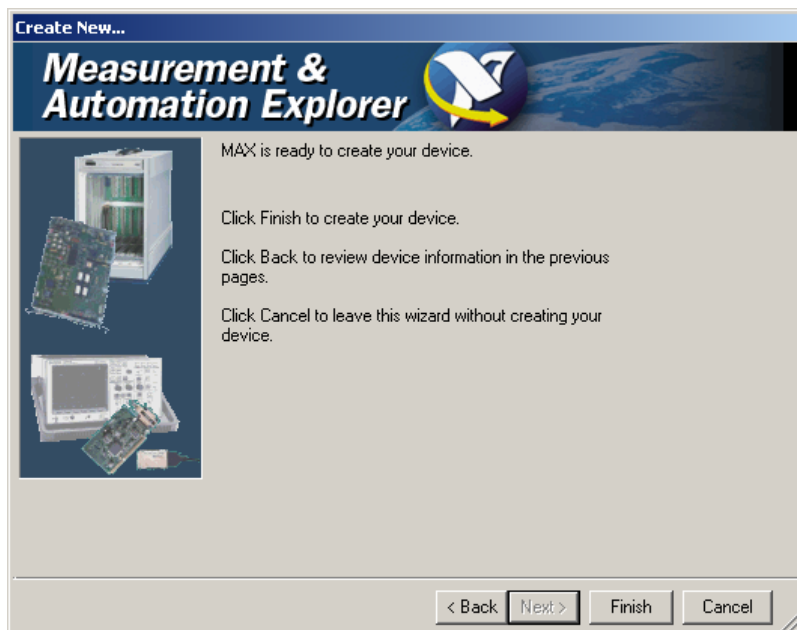 Create New...
Measurement &
Automation Explorer
MAX is ready to create your device.
Click Finish to create your device.
Click Back to review device information in the previous
pages.
Click Cancel to leave this wizard without creating your
device.
< Back Next > Finish Cancel